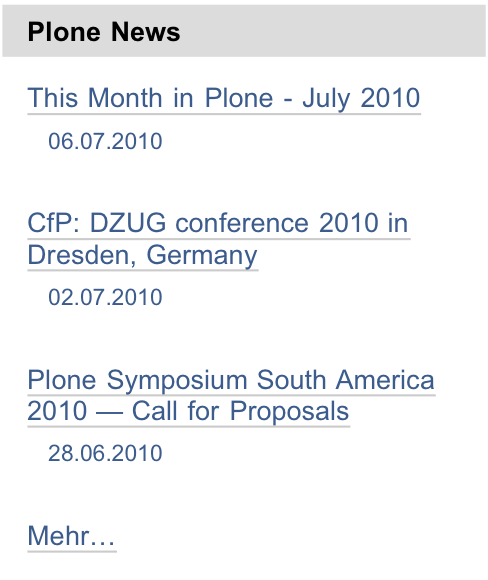 Plone News
This Month in Plone - July 2010
06.07.2010
CfP: DZUG conference 2010 in
Dresden, Germany
02.07.2010
Plone Symposium South America
2010 — Call for Proposals
28.06.2010
Mehr…